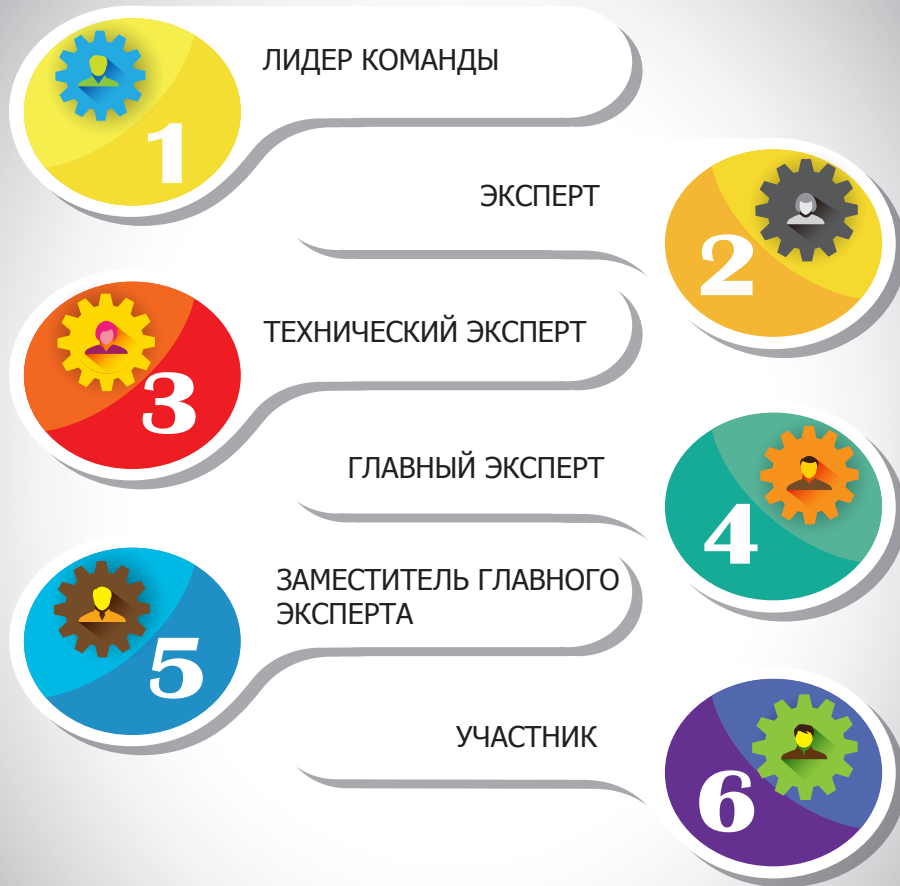 ЛИДЕР КОМАНДЫ
1
ЭКСПЕРТ
2
ТЕХНИЧЕСКИЙ ЭКСПЕРТ
3
ГЛАВНЫЙ ЭКСПЕРТ
4
ЗАМЕСТИТЕЛЬ ГЛАВНОГО
ЭКСПЕРТА
5
УЧАСТНИК
6